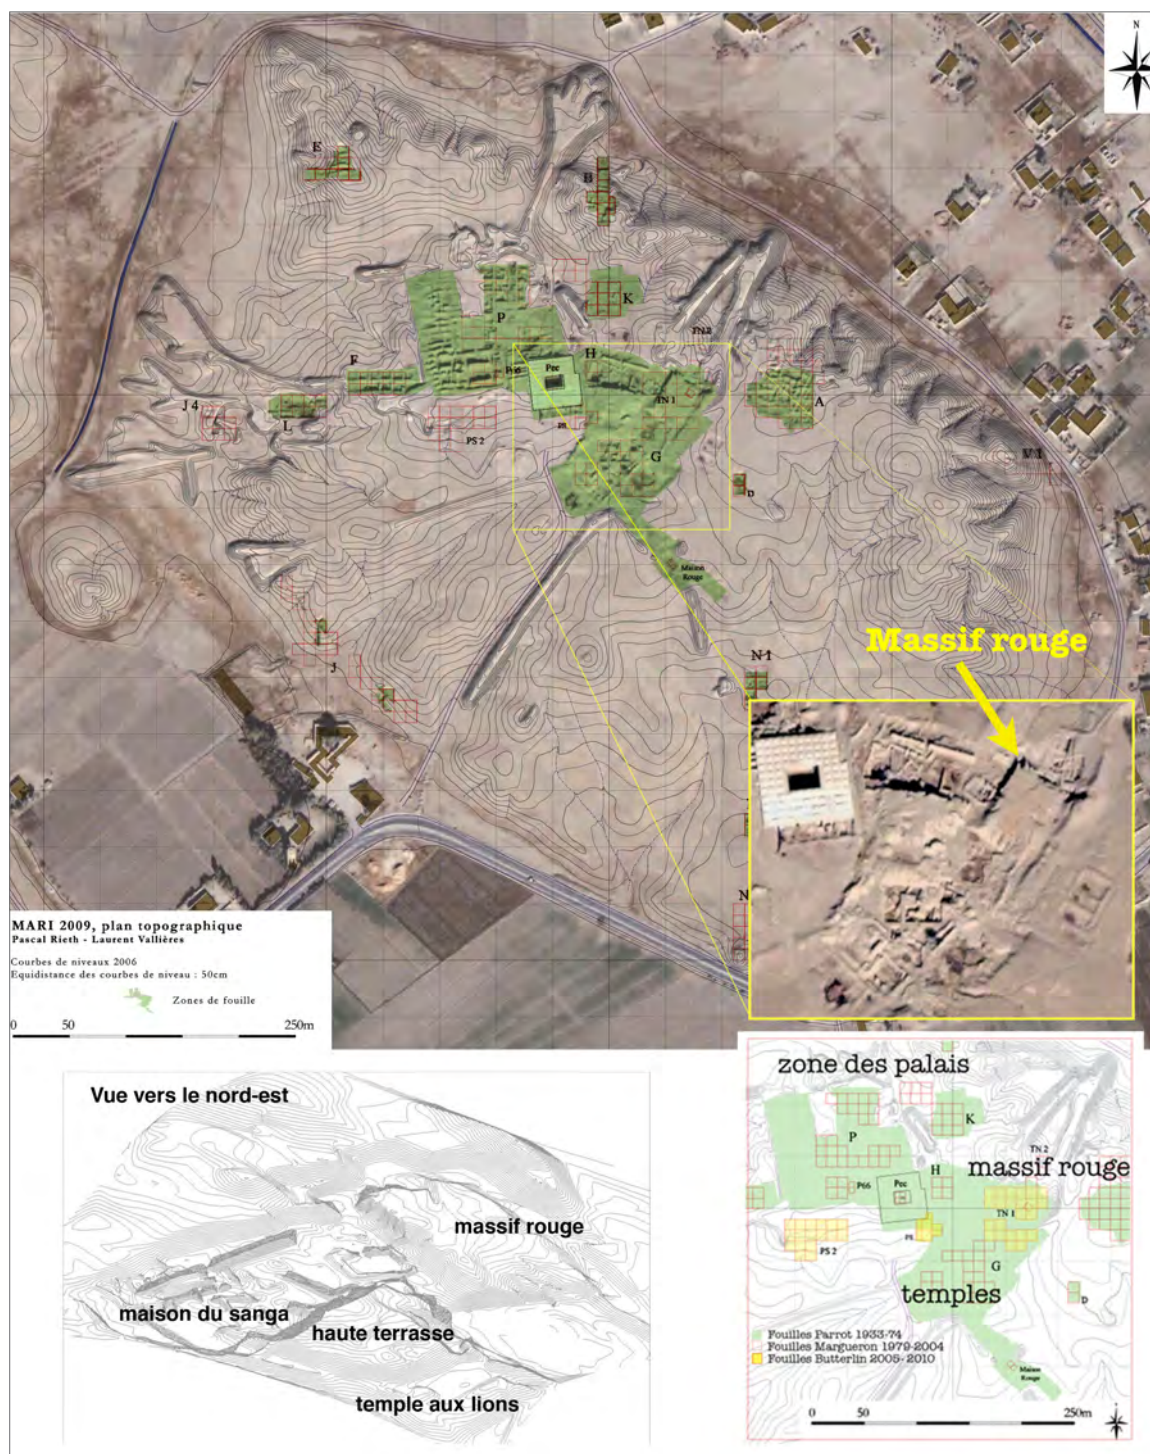 N
E
B
K
P
TN 2
H
F
P66
Pec
TN 1
A
J 4
L
PS 2
G
V 1
D
Maison
Rouge
Massif rouge
N 1
J
N
MARI 2009, plan topographique
Pascal Rieth - Laurent Vallières
Courbes de niveaux 2006
Equidistance des courbes de niveau : 50cm
Zones de fouille
0 50 250m
Vue vers le nord-est
massif rouge
maison du sanga
haute terrasse
temple aux lions
zone des palais
K
P
TN 2
massif rouge
H
P66
Pec
TN 1
PS 2
G
temples
D
Fouilles Parrot 1933-74
Fouilles Margueron 1979-2004
Fouilles Butterlin 2005-2010
Maison
Rouge
0 50 250m